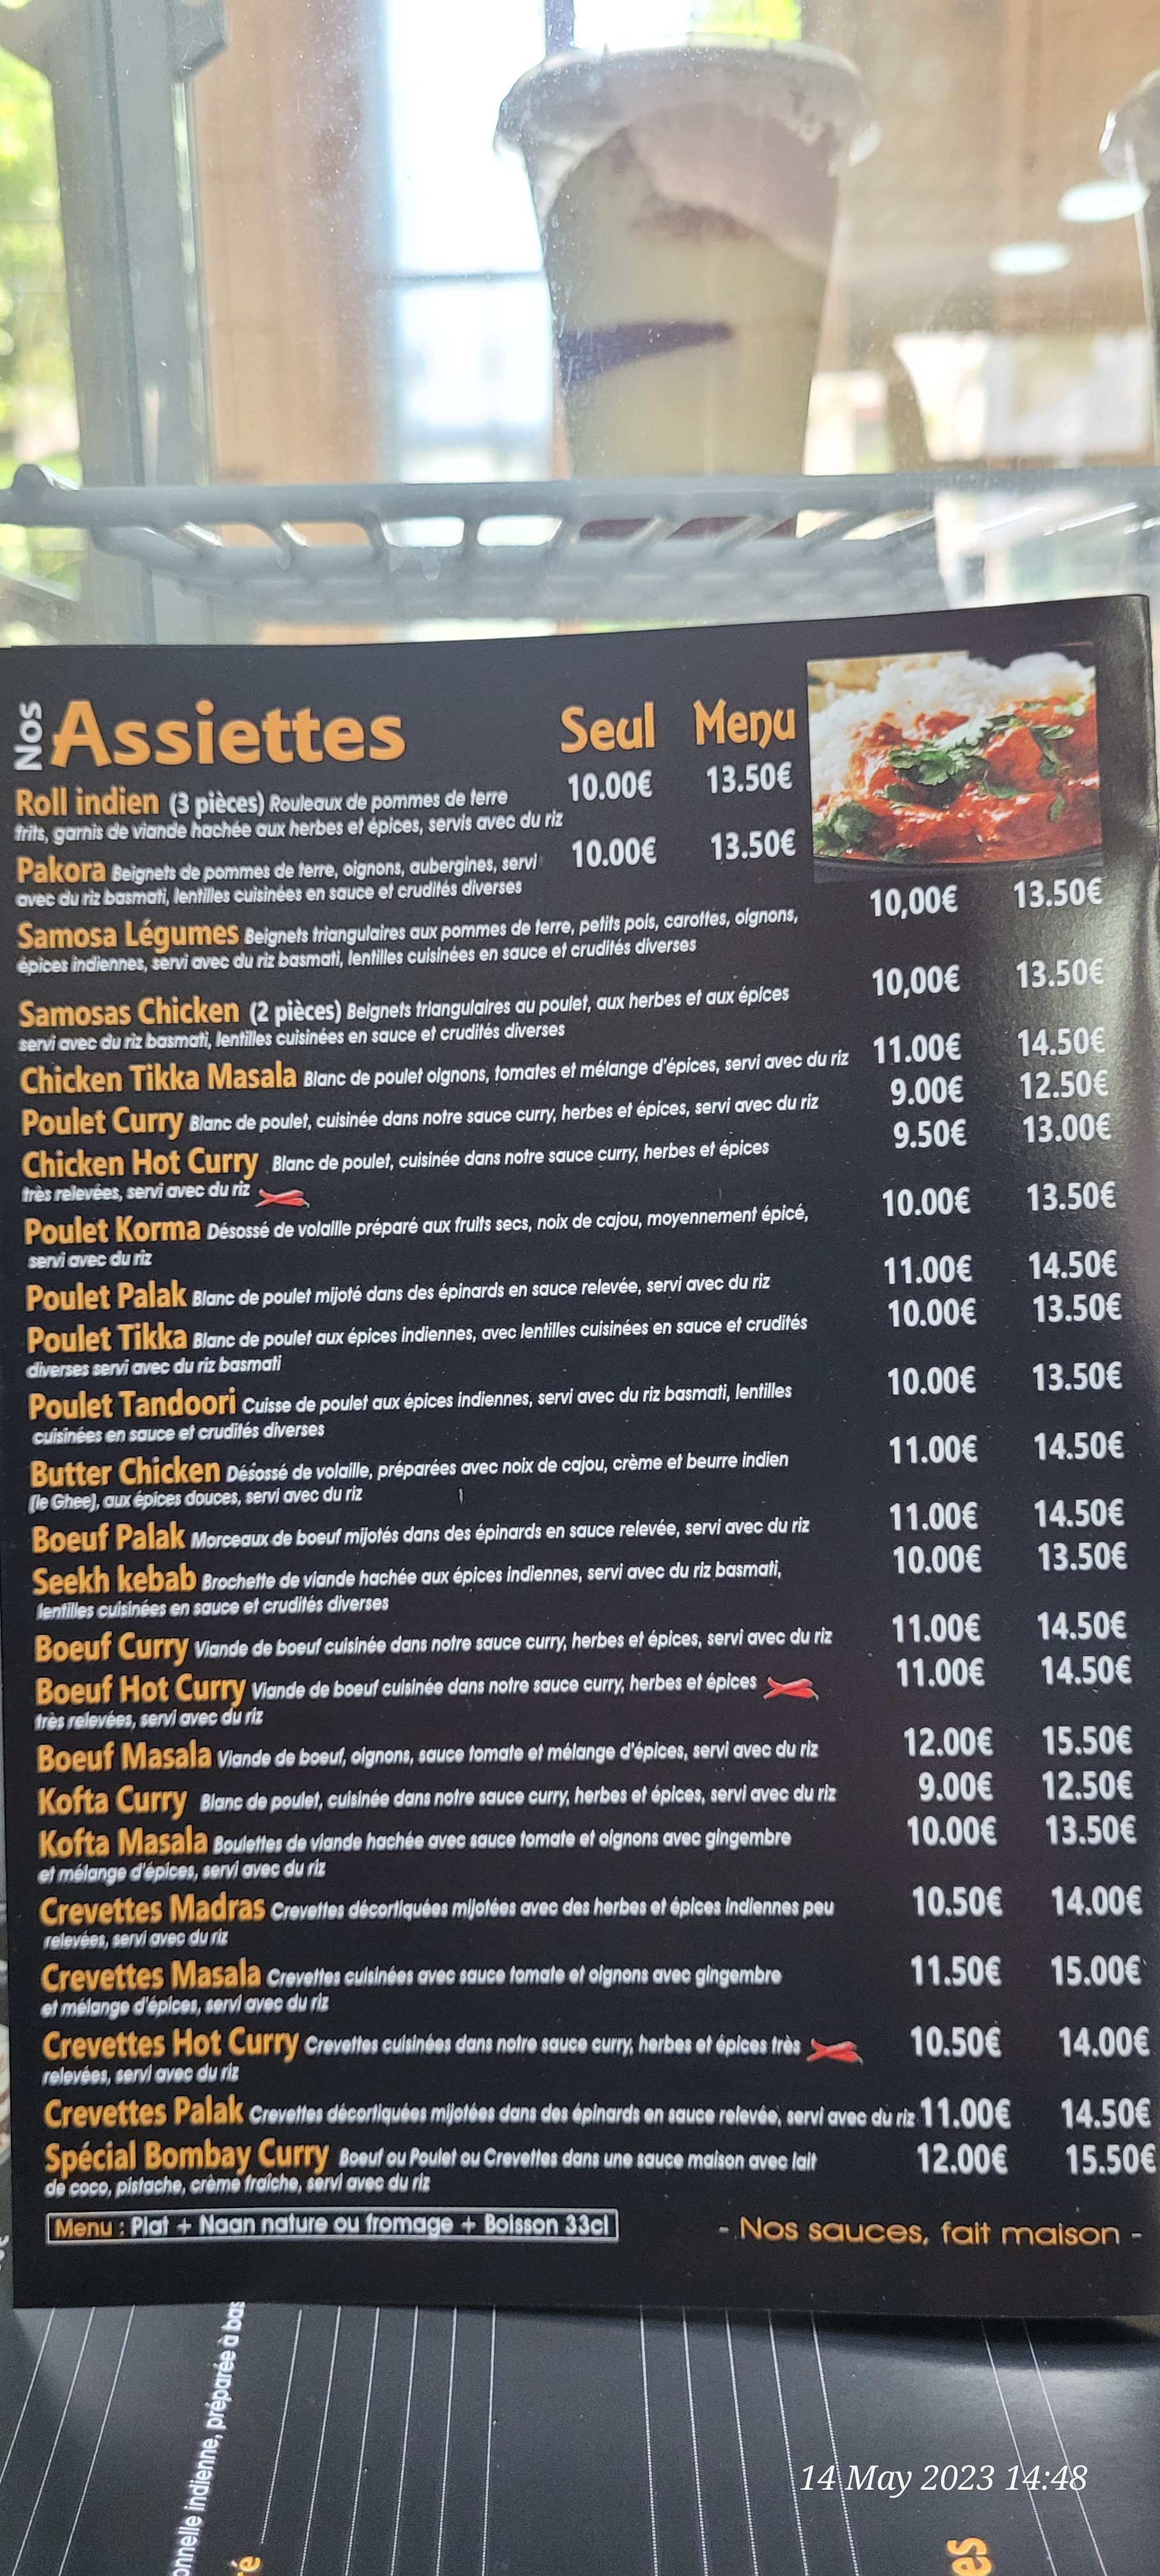 Nos Assiettes Seul Menu
Roll indien (3 pièces) Rouleaux de pommes de terre 10.00€ 13.50€
frits, garnis de viande hachée aux herbes et épices, servis avec du riz
Pakora Beignets de pommes de terre, oignons, aubergines, servi 10.00€ 13.50€
avec du riz basmati, lentilles cuisinées en sauce et crudités diverses
Samosa Légumes Beignets triangulaires aux pommes de terre, petits pois, carottes, oignons, 10,00€ 13.50€
épices indiennes, servi avec du riz basmati, lentilles cuisinées en sauce et crudités diverses
Samosas Chicken (2 pièces) Beignets triangulaires au poulet, aux herbes et aux épices 10,00€ 13.50€
servi avec du riz basmati, lentilles cuisinées en sauce et crudités diverses
Chicken Tikka Masala Blanc de poulet oignons, tomates et mélange d'épices, servi avec du riz 11.00€ 14.50€
Poulet Curry Blanc de poulet, cuisinée dans notre sauce curry, herbes et épices, servi avec du riz 9.00€ 12.50€
Chicken Hot Curry Blanc de poulet, cuisinée dans notre sauce curry, herbes et épices 9.50€ 13.00€
très relevées, servi avec du riz
Poulet Korma Désossé de volaille préparé aux fruits secs, noix de cajou, moyennement épicé, 10.00€ 13.50€
servi avec du riz
Poulet Palak Blanc de poulet mijoté dans des épinards en sauce relevée, servi avec du riz 11.00€ 14.50€
Poulet Tikka Blanc de poulet aux épices indiennes, avec lentilles cuisinées en sauce et crudités 10.00€ 13.50€
diverses servi avec du riz basmati
Poulet Tandoori Cuisse de poulet aux épices indiennes, servi avec du riz basmati, lentilles 10.00€ 13.50€
cuisinées en sauce et crudités diverses
Butter Chicken Désossé de volaille, préparées avec noix de cajou, crème et beurre indien 11.00€ 14.50€
(le Ghee), aux épices douces, servi avec du riz
Boeuf Palak Morceaux de boeuf mijotés dans des épinards en sauce relevée, servi avec du riz 11.00€ 14.50€
Seekh kebab Brochette de viande hachée aux épices indiennes, servi avec du riz basmati, 10.00€ 13.50€
lentilles cuisinées en sauce et crudités diverses
Boeuf Curry Viande de boeuf cuisinée dans notre sauce curry, herbes et épices, servi avec du riz 11.00€ 14.50€
Boeuf Hot Curry Viande de boeuf cuisinée dans notre sauce curry, herbes et épices 11.00€ 14.50€
très relevées, servi avec du riz
Boeuf Masala Viande de boeuf, oignons, sauce tomate et mélange d'épices, servi avec du riz 12.00€ 15.50€
Kofta Curry Blanc de poulet, cuisinée dans notre sauce curry, herbes et épices, servi avec du riz 9.00€ 12.50€
Kofta Masala Boulettes de viande hachée avec sauce tomate et oignons avec gingembre 10.00€ 13.50€
et mélange d'épices, servi avec du riz
Crevettes Madras Crevettes décortiquées mijotées avec des herbes et épices indiennes peu 10.50€ 14.00€
relevées, servi avec du riz
Crevettes Masala Crevettes cuisinées avec sauce tomate et oignons avec gingembre 11.50€ 15.00€
et mélange d'épices, servi avec du riz
Crevettes Hot Curry Crevettes cuisinées dans notre sauce curry, herbes et épices très 10.50€ 14.00€
relevées, servi avec du riz
Crevettes Palak Crevettes décortiquées mijotées dans des épinards en sauce relevée, servi avec du riz 11.00€ 14.50€
Spécial Bombay Curry Boeuf ou Poulet ou Crevettes dans une sauce maison avec lait 12.00€ 15.50€
de coco, pistache, crème fraîche, servi avec du riz
Menu : Plat + Naan nature ou fromage + Boisson 33cl - Nos sauces, fait maison -
onnelle indienne, préparée à bas
ré
es
14 May 2023 14:48